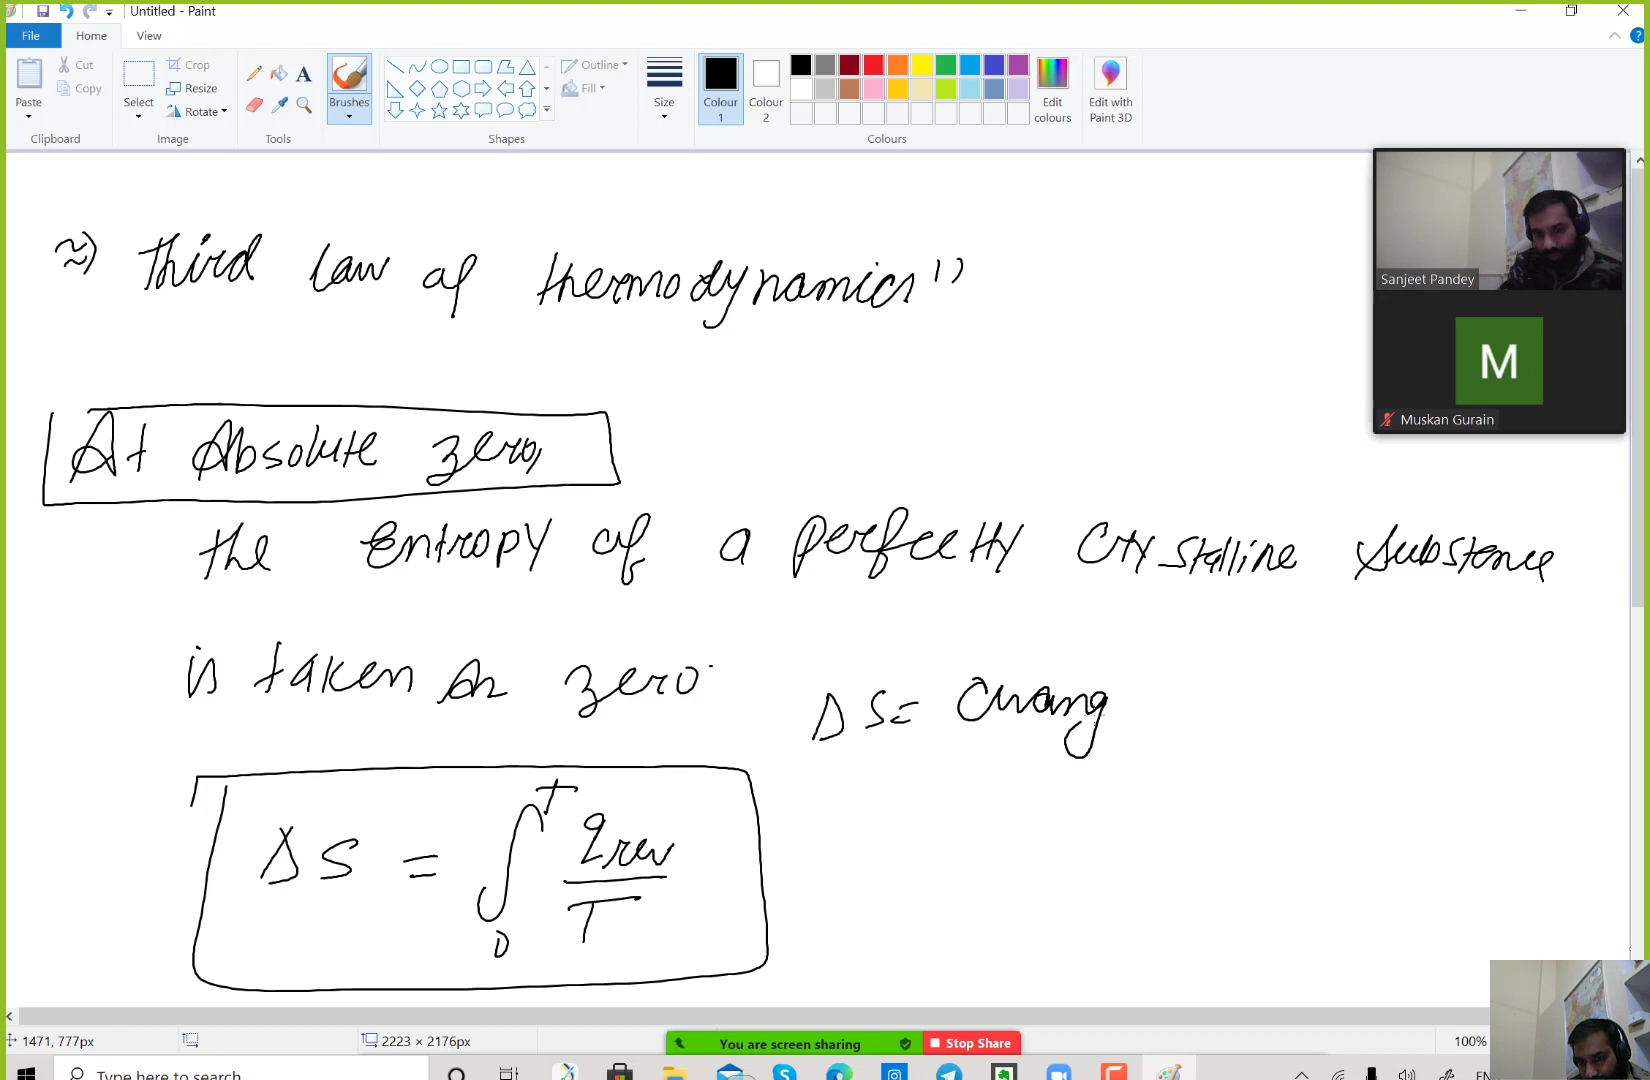 Untitled - Paint
File Home View
Paste
Cut
Copy
Clipboard
Select
Crop
Resize
Rotate
Image
A
Tools
Brushes
Shapes
Outline
Fill
Size
Colour 1
Colour 2
Colours
Edit colours
Edit with Paint 3D
Third law of thermodynamics"
Sanjeet Pandey
M
Muskan Gurain
At Absolute zero,
the Entropy of a perfectly Crystalline Substence
is taken as zero.
ΔS = Chang
ΔS = ∫₀ᵀ qrev/T
1471, 777px
2223 × 2176px
You are screen sharing
Stop Share
100%
Type here to search